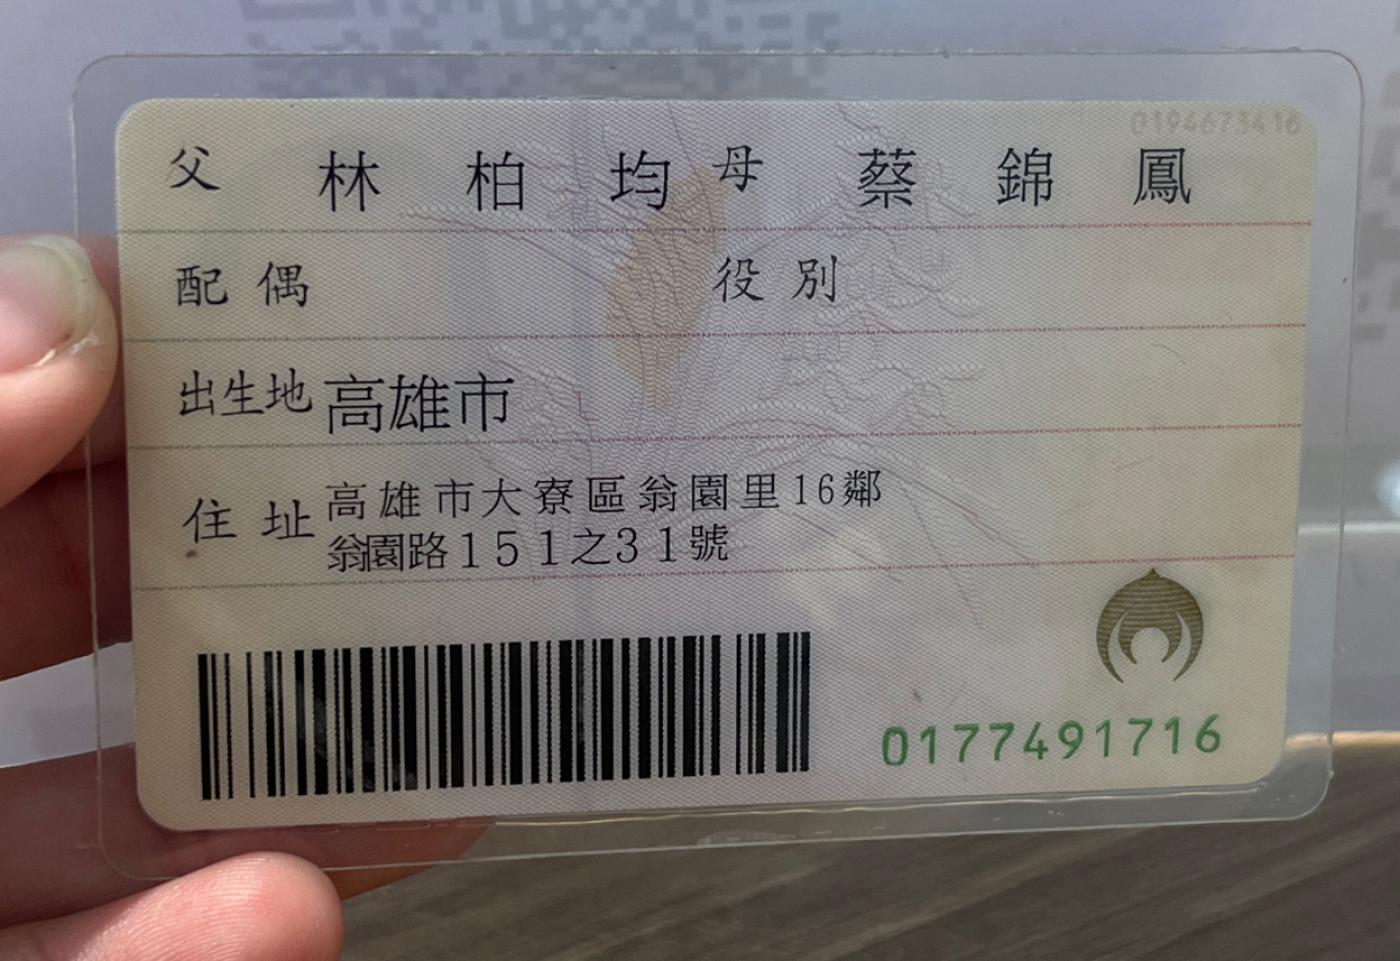 0194673416
父 林柏均 母 蔡錦鳳
配偶 役別
出生地 高雄市
住址 高雄市大寮區翁園里16鄰
翁園路151之31號
0177491716